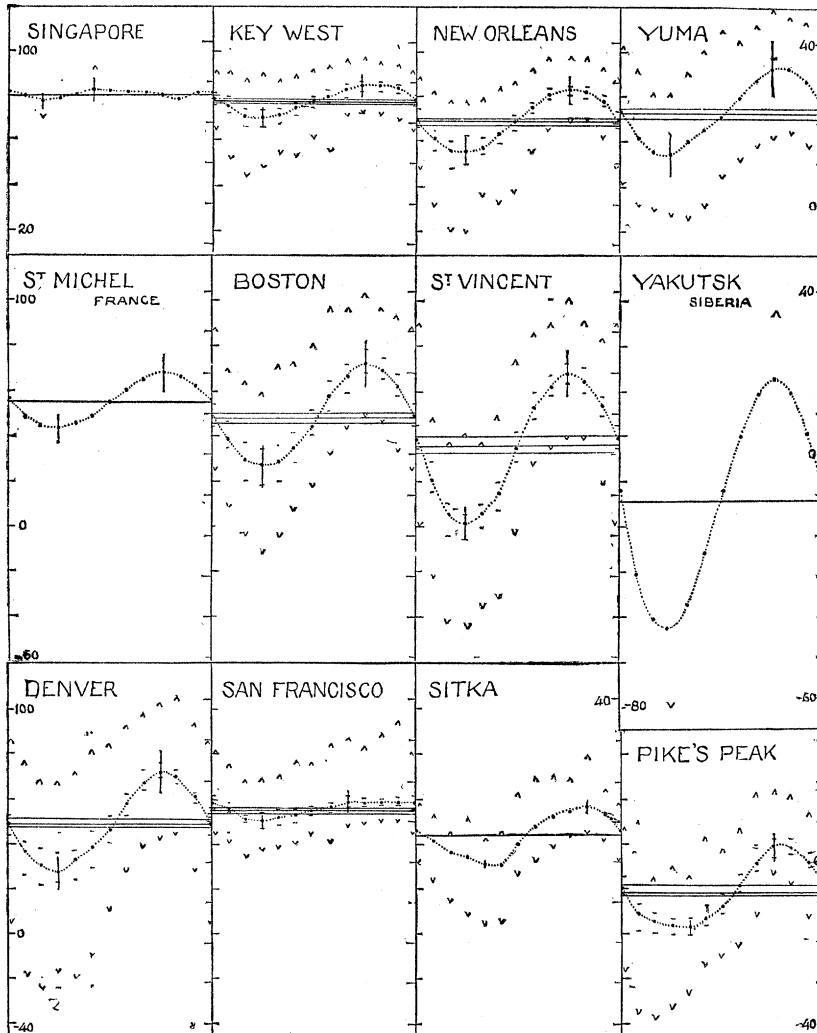 SINGAPORE
KEY WEST
NEW ORLEANS
YUMA
100
40
20
0
ST MICHEL
FRANCE
BOSTON
ST VINCENT
YAKUTSK
SIBERIA
100
40
0
0
-60
-80
-60
DENVER
SAN FRANCISCO
SITKA
40
100
PIKE'S PEAK
-0
-40
-40